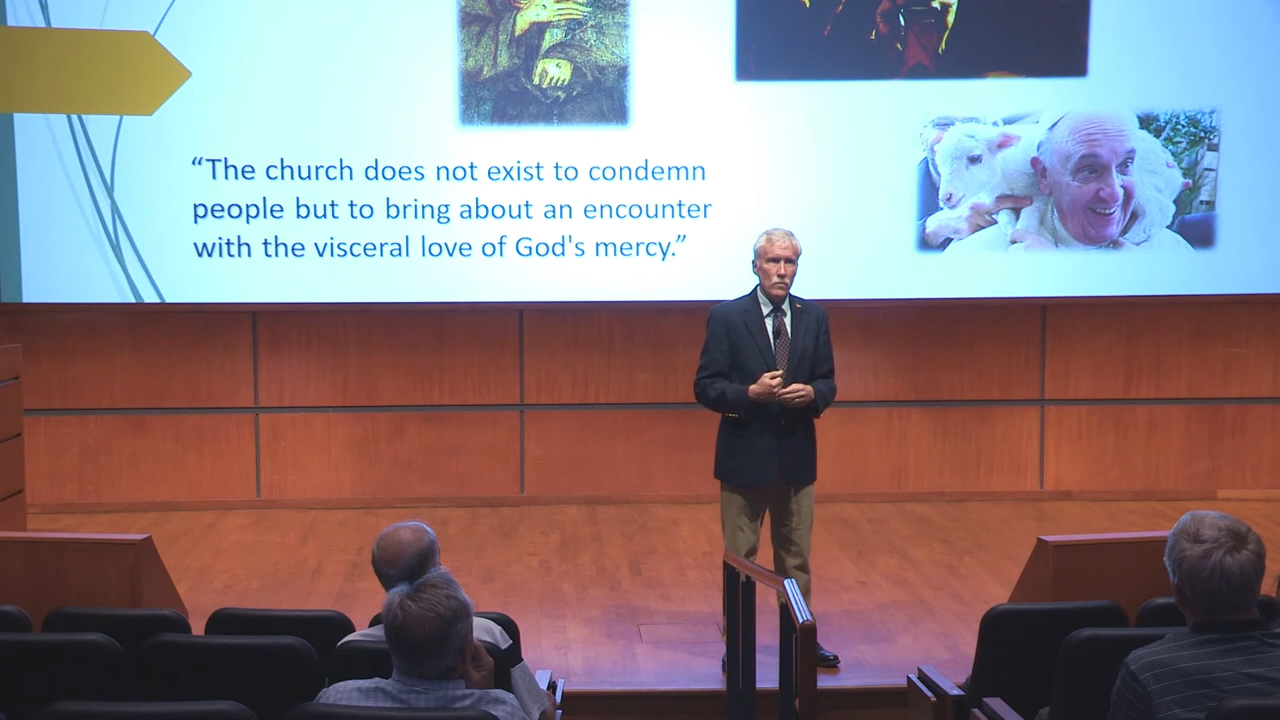 “The church does not exist to condemn
people but to bring about an encounter
with the visceral love of God's mercy.”